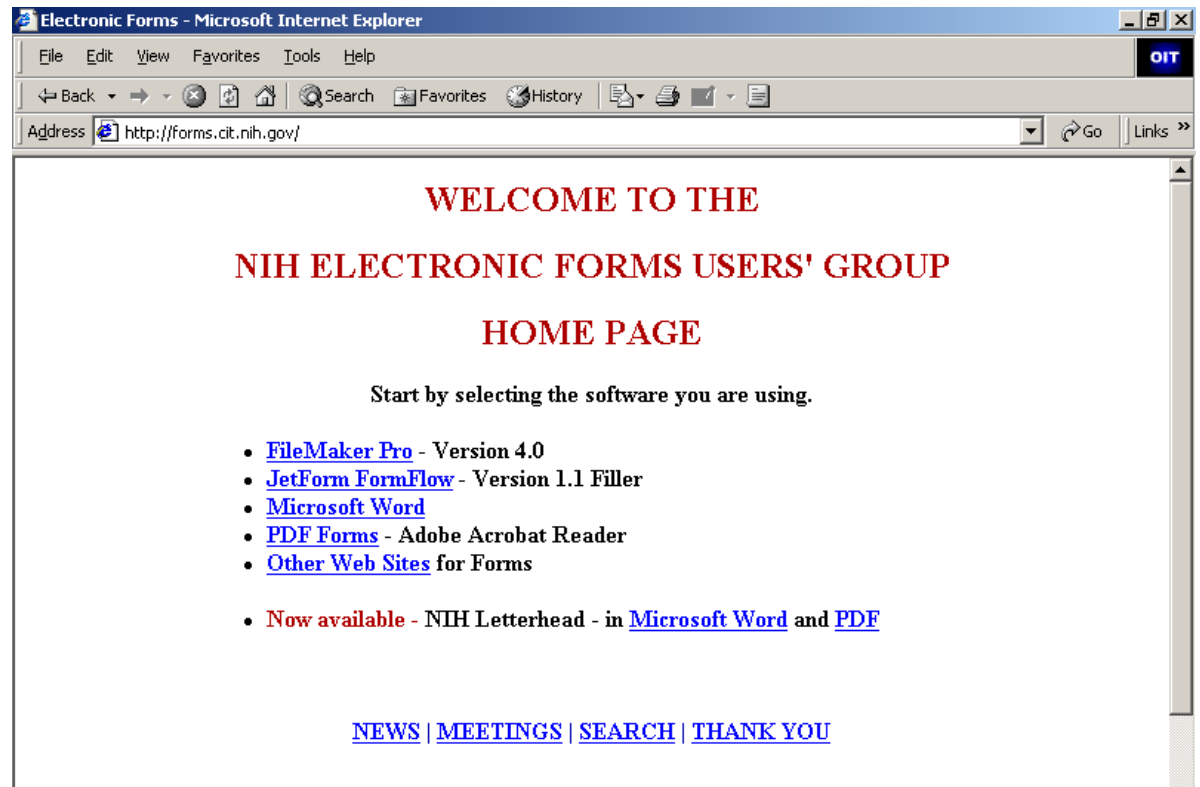 Electronic Forms - Microsoft Internet Explorer
File Edit View Favorites Tools Help
OIT
Back Search Favorites History
Address http://forms.cit.nih.gov/ Go Links »
WELCOME TO THE
NIH ELECTRONIC FORMS USERS' GROUP
HOME PAGE
Start by selecting the software you are using.
• FileMaker Pro - Version 4.0
• JetForm FormFlow - Version 1.1 Filler
• Microsoft Word
• PDF Forms - Adobe Acrobat Reader
• Other Web Sites for Forms
• Now available - NIH Letterhead - in Microsoft Word and PDF
NEWS | MEETINGS | SEARCH | THANK YOU